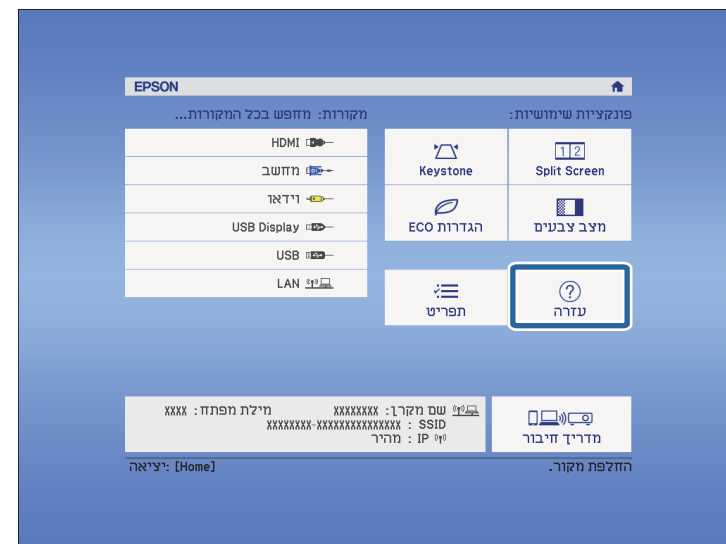 EPSON
פונקציות שימושיות:
מקורות: מחפש בכל המקורות...
Split Screen
Keystone
מצב צבעים
הגדרות ECO
עזרה
תפריט
HDMI
מחשב
וידאו
USB Display
USB
LAN
מדריך חיבור
שם מקרן: XXXXXXXX מילת מפתח: XXXX
SSID : XXXXXXXX-XXXXXXXXXXXXXX
IP : מהיר
החלפת מקור.
[Home] :יציאה